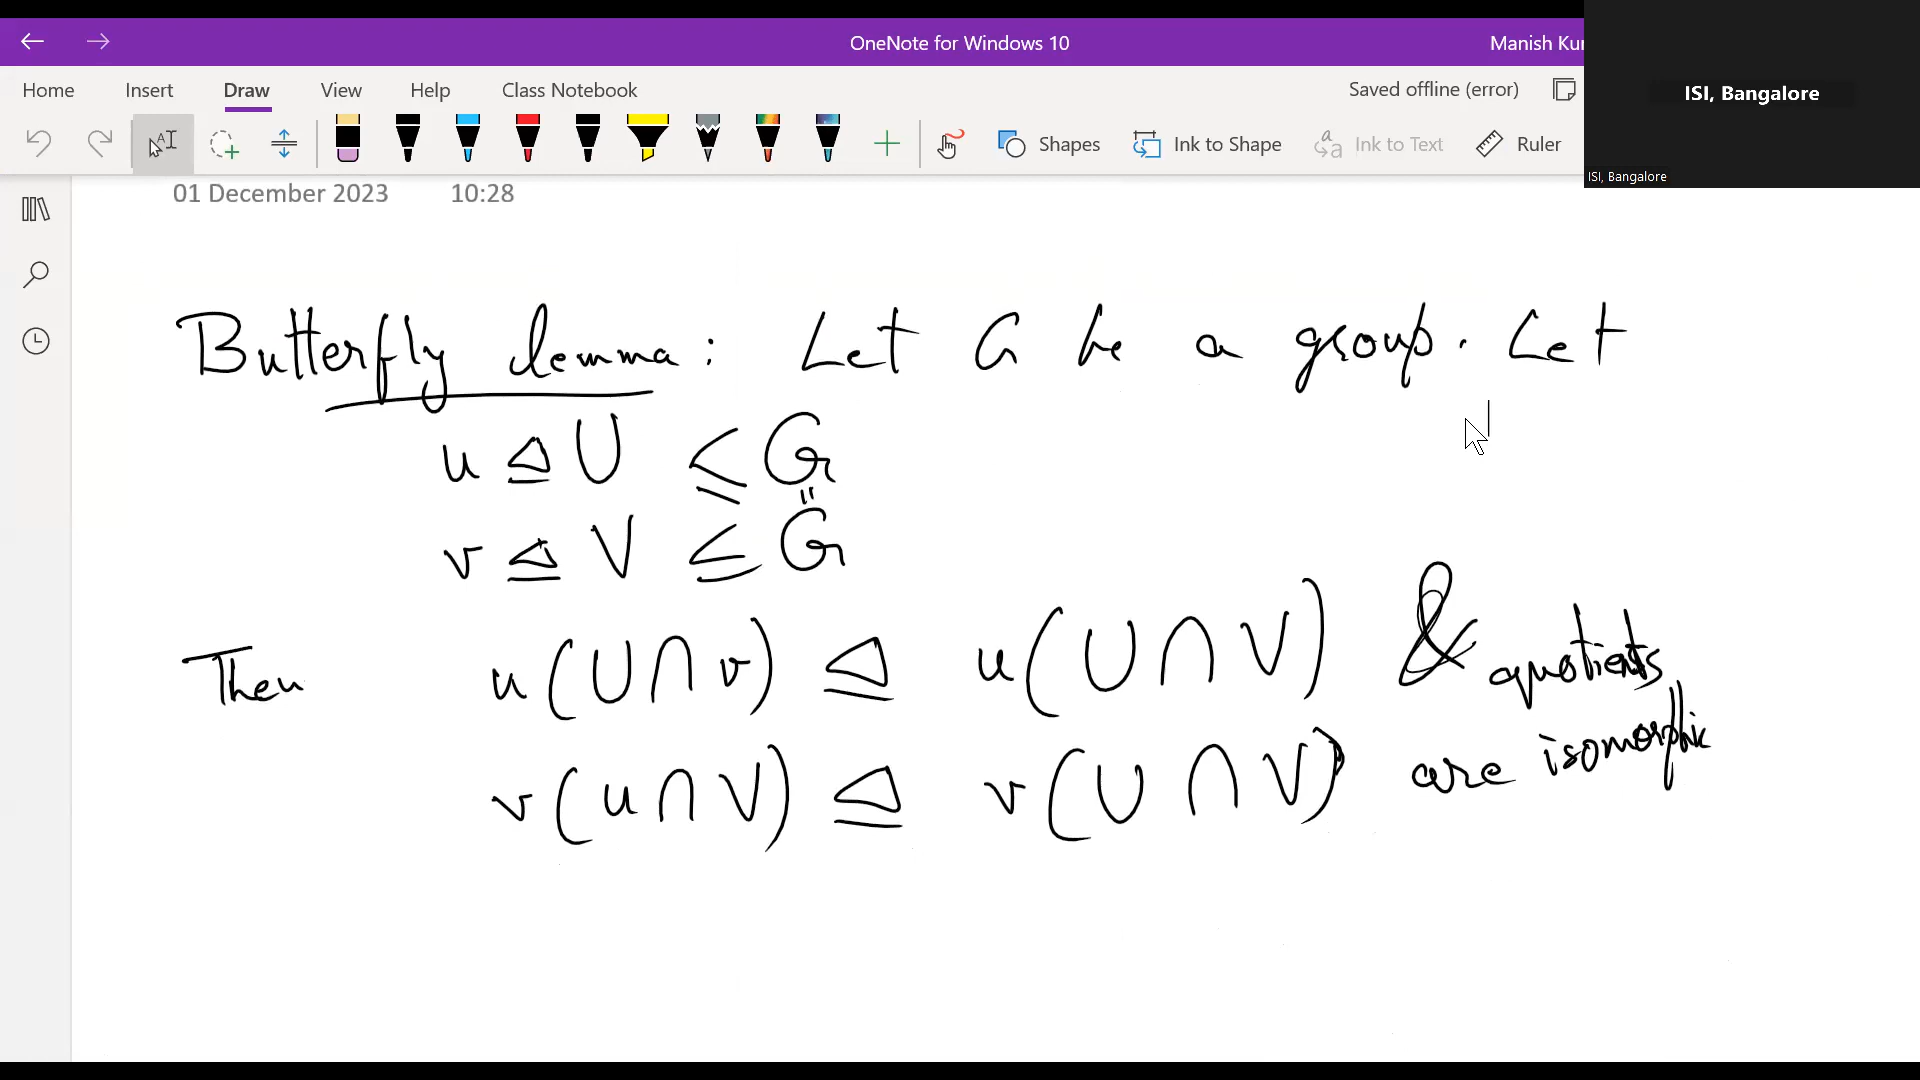 OneNote for Windows 10
Manish Kur
ISI, Bangalore
Home Insert Draw View Help Class Notebook
Saved offline (error)
Shapes Ink to Shape Ink to Text Ruler
ISI, Bangalore
01 December 2023 10:28
Butterfly lemma : Let G be a group. Let
u ⊴ U ≤ G
"
v ⊴ V ≤ G
Then u(U∩v) ⊴ u(U∩V) & quotients
v(u∩V) ⊴ v(U∩V) are isomorphic